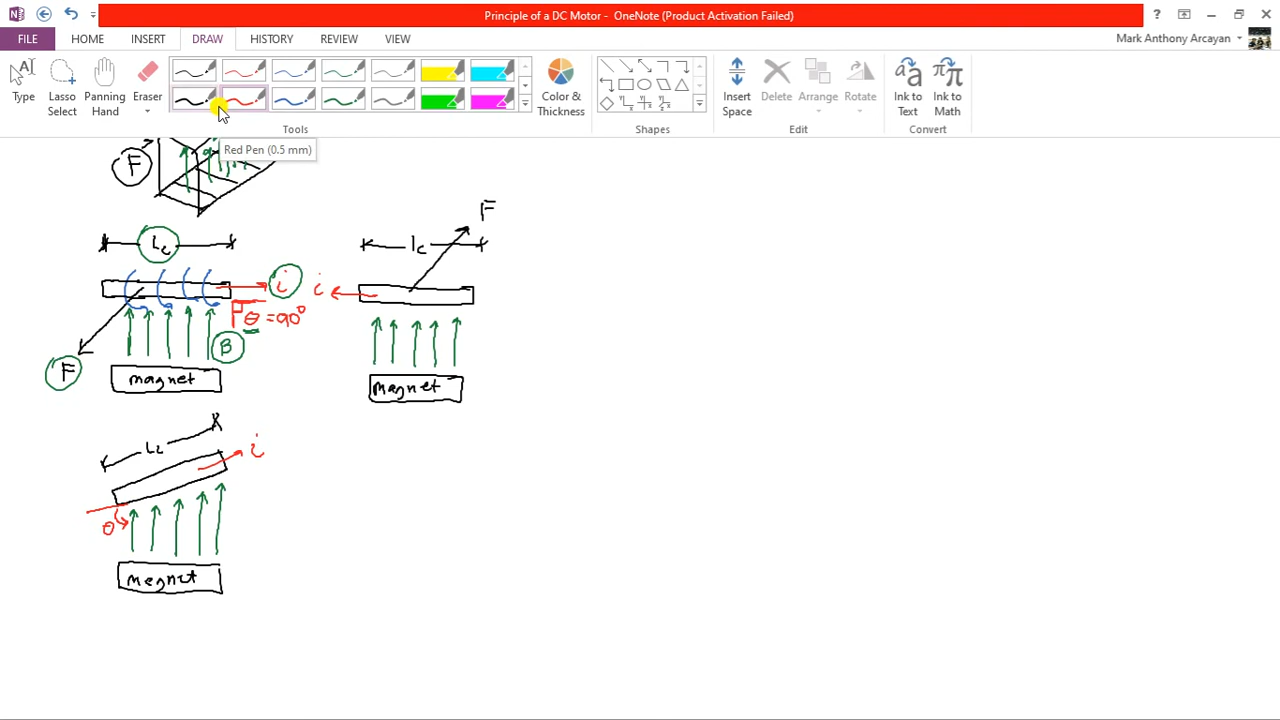 Principle of a DC Motor - OneNote (Product Activation Failed)
?
FILE HOME INSERT DRAW HISTORY REVIEW VIEW
Mark Anthony Arcayan
Type
Lasso Select
Panning Hand
Eraser
Color & Thickness
Insert Space
Delete
Arrange
Rotate
Ink to Text
Ink to Math
Tools
Shapes
Edit
Convert
Red Pen (0.5 mm)
F
Lc
i
θ = 90°
B
F
magnet
F
Lc
i
magnet
Lc
i
θ
magnet